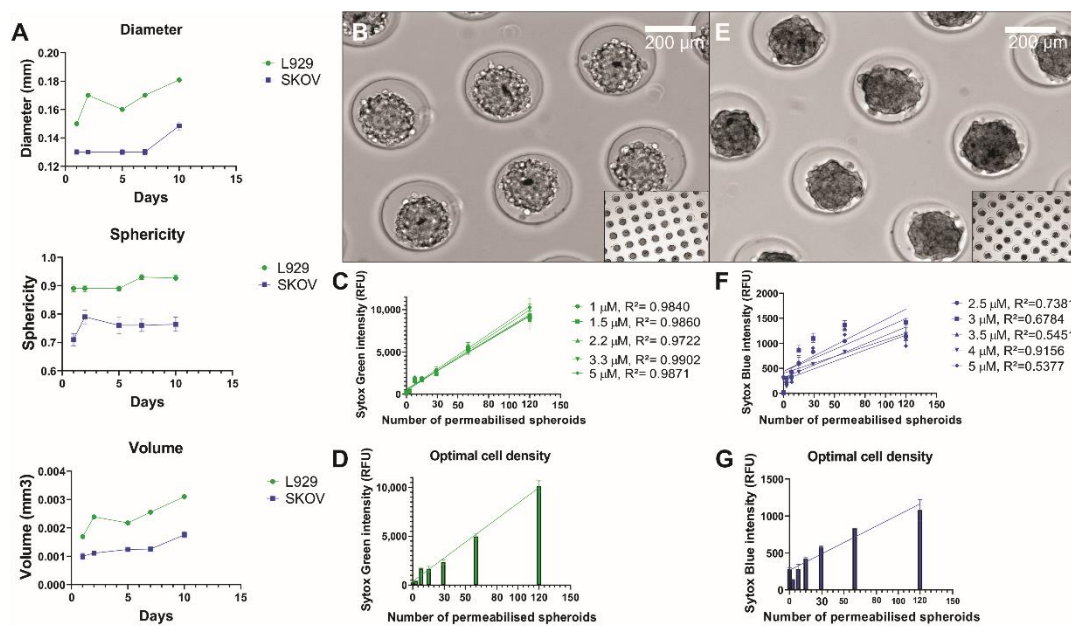 A
Diameter
Diameter (mm)
0.20
0.18
0.16
0.14
0.12
0
5
10
15
Days
L929
SKOV
Sphericity
Sphericity
1.0
0.9
0.8
0.7
0.6
0
5
10
15
Days
L929
SKOV
Volume
Volume (mm3)
0.004
0.003
0.002
0.001
0.000
0
5
10
15
Days
L929
SKOV
B
200 µm
E
200 µm
C
Sytox Green intensity (RFU)
10,000
5,000
0
0
30
60
90
120
150
Number of permeabilised spheroids
1 µM, R²= 0.9840
1.5 µM, R²= 0.9860
2.2 µM, R²= 0.9722
3.3 µM, R²= 0.9902
5 µM, R²= 0.9871
F
Sytox Blue intensity (RFU)
2000
1500
1000
500
0
0
30
60
90
120
150
Number of permeabilised spheroids
2.5 µM, R²=0.7381
3 µM, R²=0.6784
3.5 µM, R²=0.5451
4 µM, R²=0.9156
5 µM, R²=0.5377
D
Optimal cell density
Sytox Green intensity (RFU)
10,000
5,000
0
0
30
60
90
120
150
Number of permeabilised spheroids
G
Optimal cell density
Sytox Blue intensity (RFU)
1500
1000
500
0
0
30
60
90
120
150
Number of permeabilised spheroids